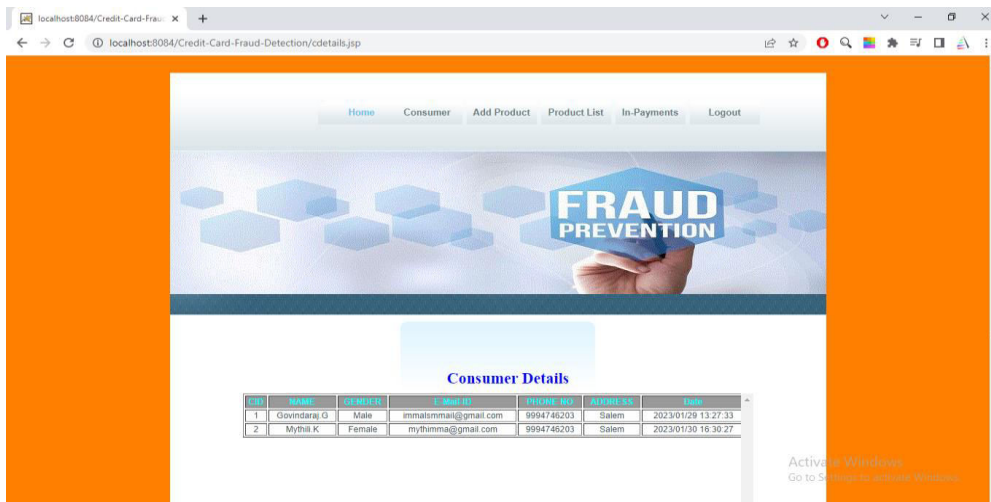 localhost:8084/Credit-Card-Frau
localhost:8084/Credit-Card-Fraud-Detection/cdetails.jsp
Home Consumer Add Product Product List In-Payments Logout
FRAUD
PREVENTION
Consumer Details
CID NAME GENDER E-Mail ID PHONE NO ADDRESS Date
1 Govindaraj.G Male immalsmmail@gmail.com 9994746203 Salem 2023/01/29 13:27:33
2 Mythili.K Female mythimma@gmail.com 9994746203 Salem 2023/01/30 16:30:27
Activate Windows
Go to Settings to activate Windows.